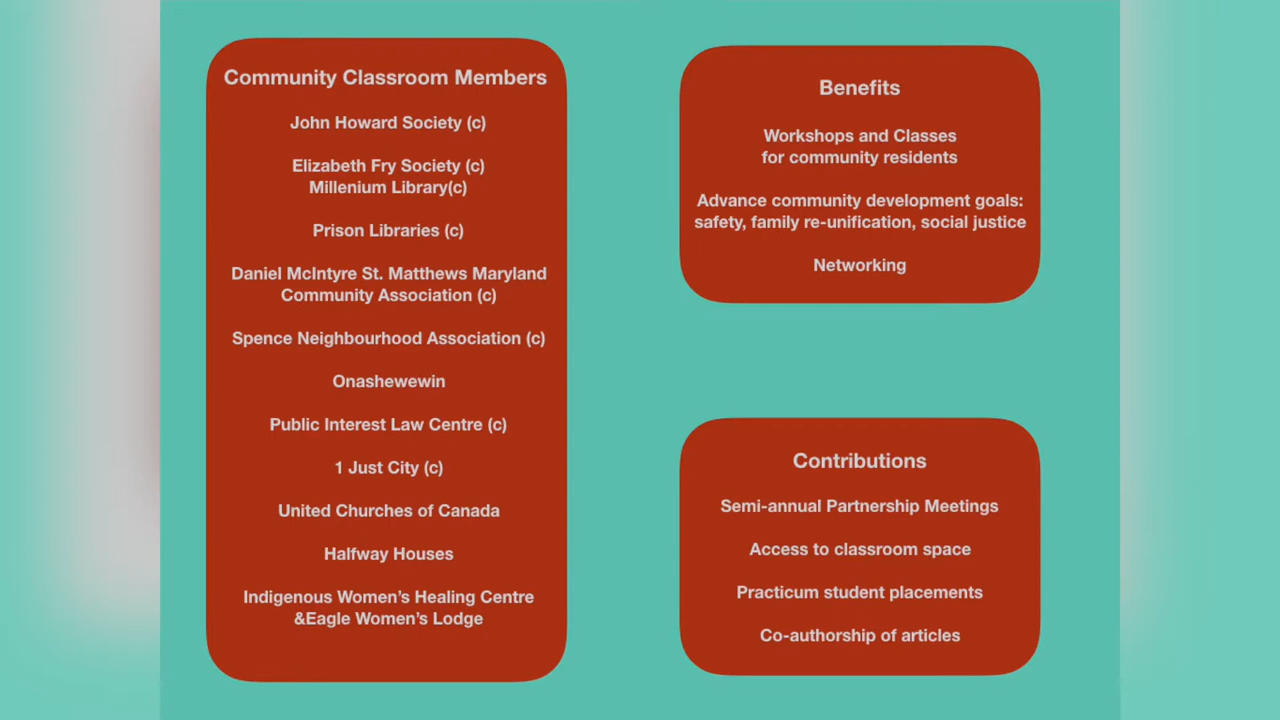 Community Classroom Members
John Howard Society (c)
Elizabeth Fry Society (c)
Millenium Library(c)
Prison Libraries (c)
Daniel McIntyre St. Matthews Maryland
Community Association (c)
Spence Neighbourhood Association (c)
Onashewewin
Public Interest Law Centre (c)
1 Just City (c)
United Churches of Canada
Halfway Houses
Indigenous Women’s Healing Centre
&Eagle Women’s Lodge
Benefits
Workshops and Classes
for community residents
Advance community development goals:
safety, family re-unification, social justice
Networking
Contributions
Semi-annual Partnership Meetings
Access to classroom space
Practicum student placements
Co-authorship of articles